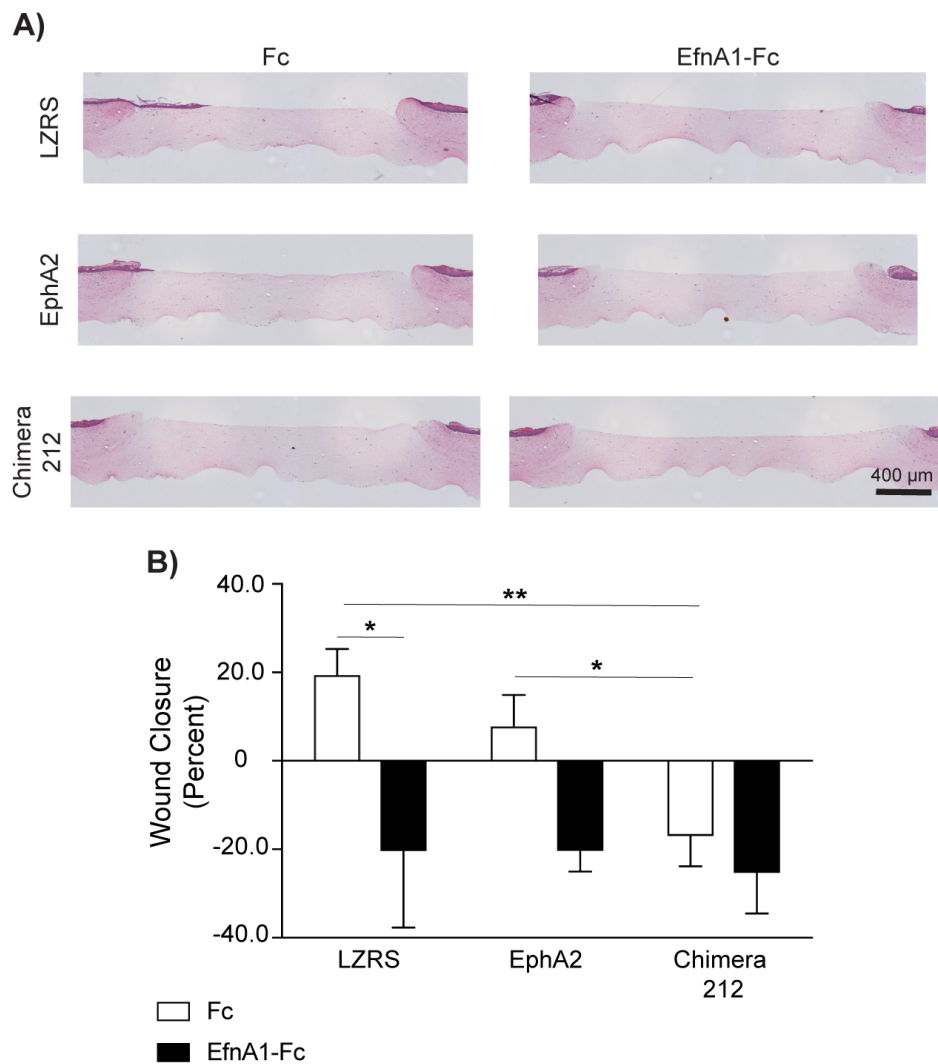 A)
Fc
EfnA1-Fc
LZRS
EphA2
Chimera
212
400 µm
B)
Wound Closure
(Percent)
40.0
20.0
0
-20.0
-40.0
**
*
*
LZRS
EphA2
Chimera
212
Fc
EfnA1-Fc